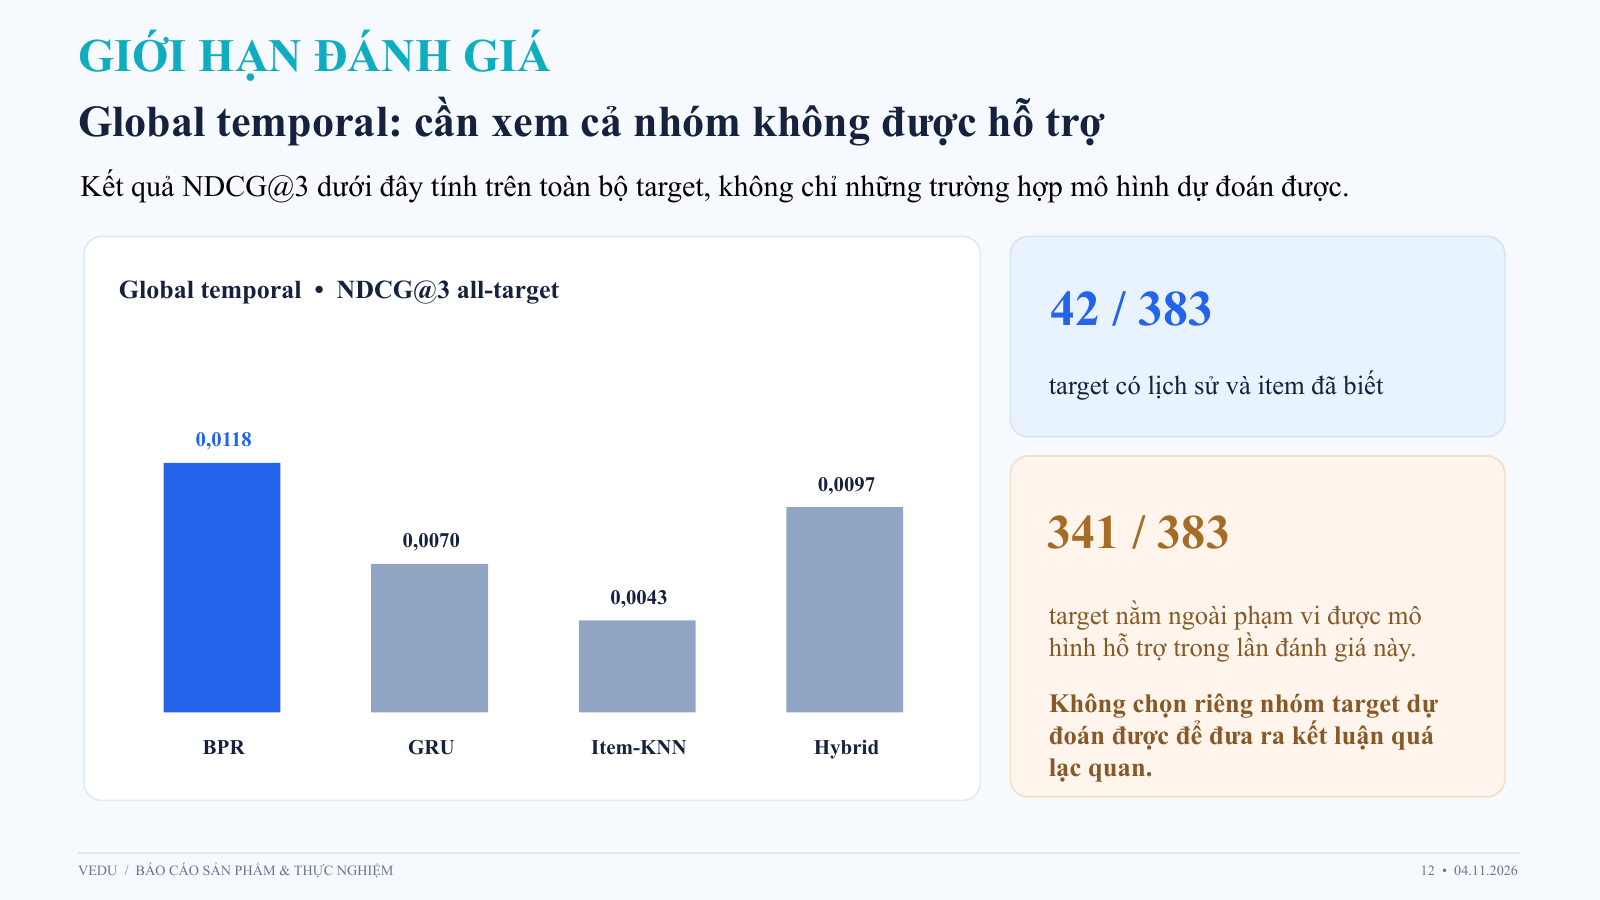 GIỚI HẠN ĐÁNH GIÁ
Global temporal: cần xem cả nhóm không được hỗ trợ
Kết quả NDCG@3 dưới đây tính trên toàn bộ target, không chỉ những trường hợp mô hình dự đoán được.
Global temporal • NDCG@3 all-target
0,0118
0,0070
0,0043
0,0097
BPR
GRU
Item-KNN
Hybrid
42 / 383
target có lịch sử và item đã biết
341 / 383
target nằm ngoài phạm vi được mô
hình hỗ trợ trong lần đánh giá này.
Không chọn riêng nhóm target dự
đoán được để đưa ra kết luận quá
lạc quan.
VEDU / BÁO CÁO SẢN PHẨM & THỰC NGHIỆM
12 • 04.11.2026